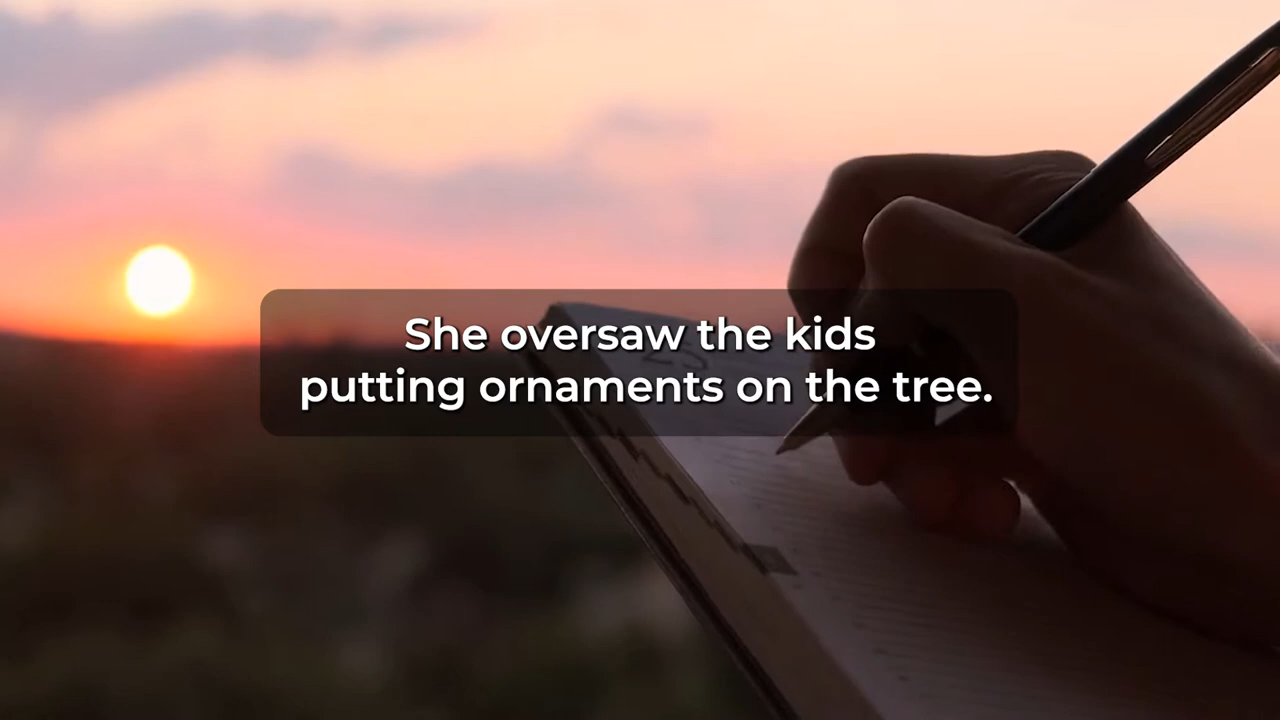 She oversaw the kids
putting ornaments on the tree.